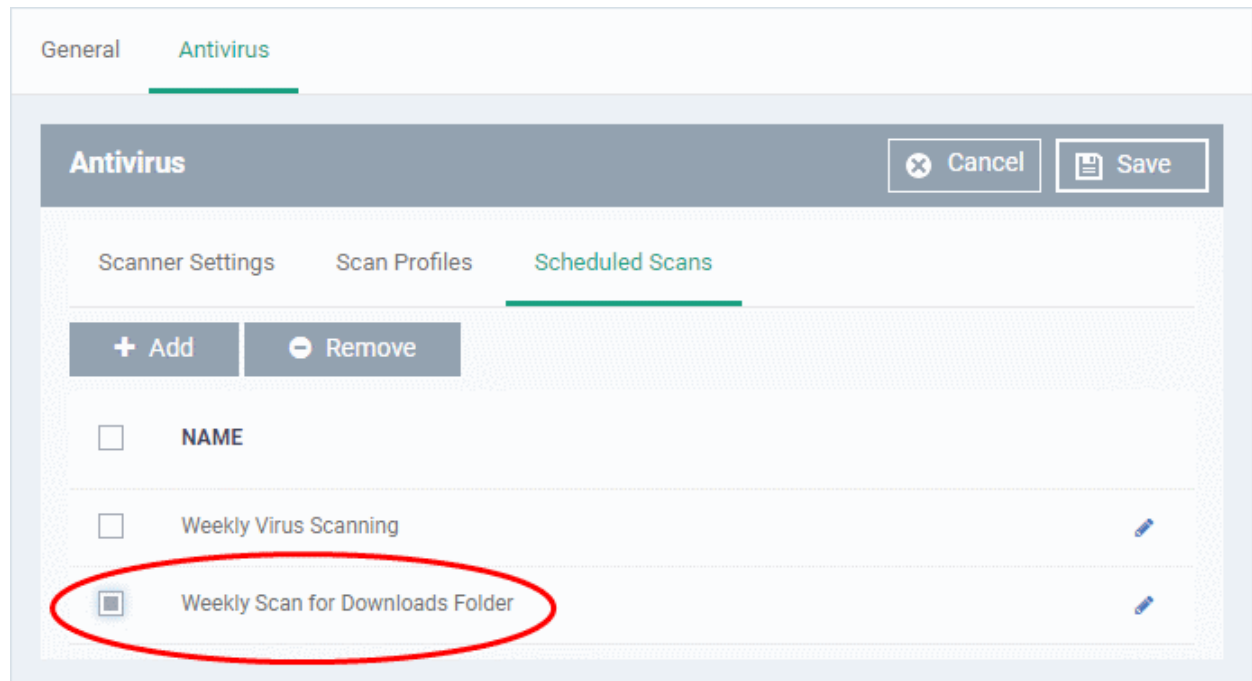 General Antivirus
Antivirus Cancel Save
Scanner Settings Scan Profiles Scheduled Scans
Add Remove
NAME
Weekly Virus Scanning
Weekly Scan for Downloads Folder